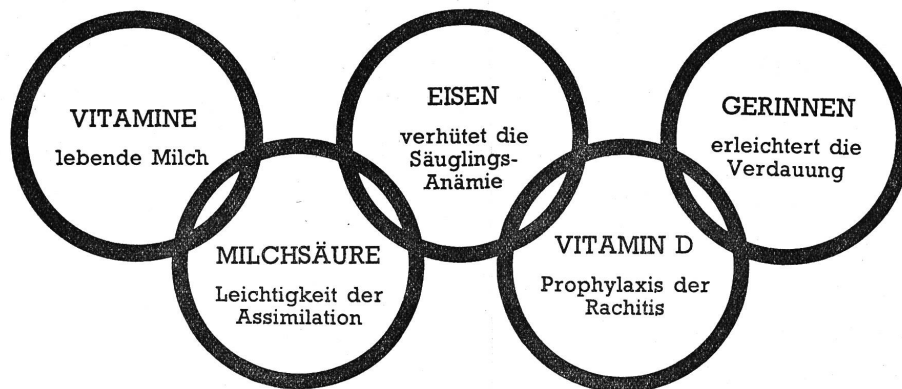 VITAMINE
lebende Milch
MILCHSÄURE
Leichtigkeit der
Assimilation
EISEN
verhütet die
Säuglings-
Anämie
VITAMIN D
Prophylaxis der
Rachitis
GERINNEN
erleichtert die
Verdauung